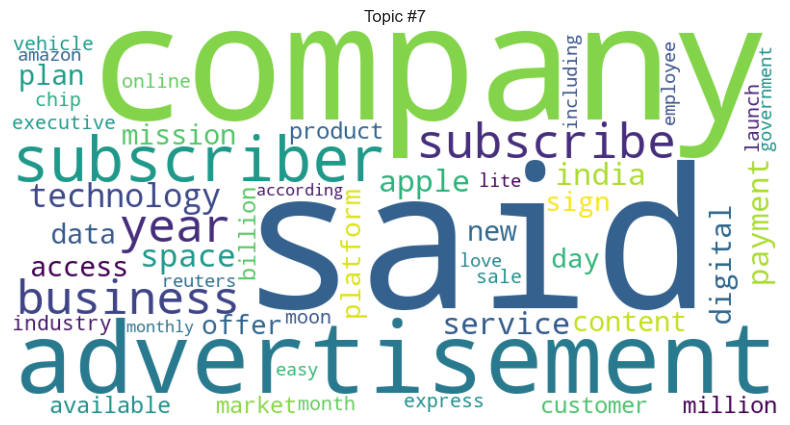 Topic #7
company
vehicle
amazon
plan
online
chip
executive
including
employee
launch
government
mission
product
subscribe
subscriber
said
technology
according
apple
lite
india
sign
payment
year
data
billion
platform
new
space
access
love
day
digital
reuters
sale
business
industry
monthly
offer
moon
service
content
advertisement
easy
available
market
month
express
customer
million